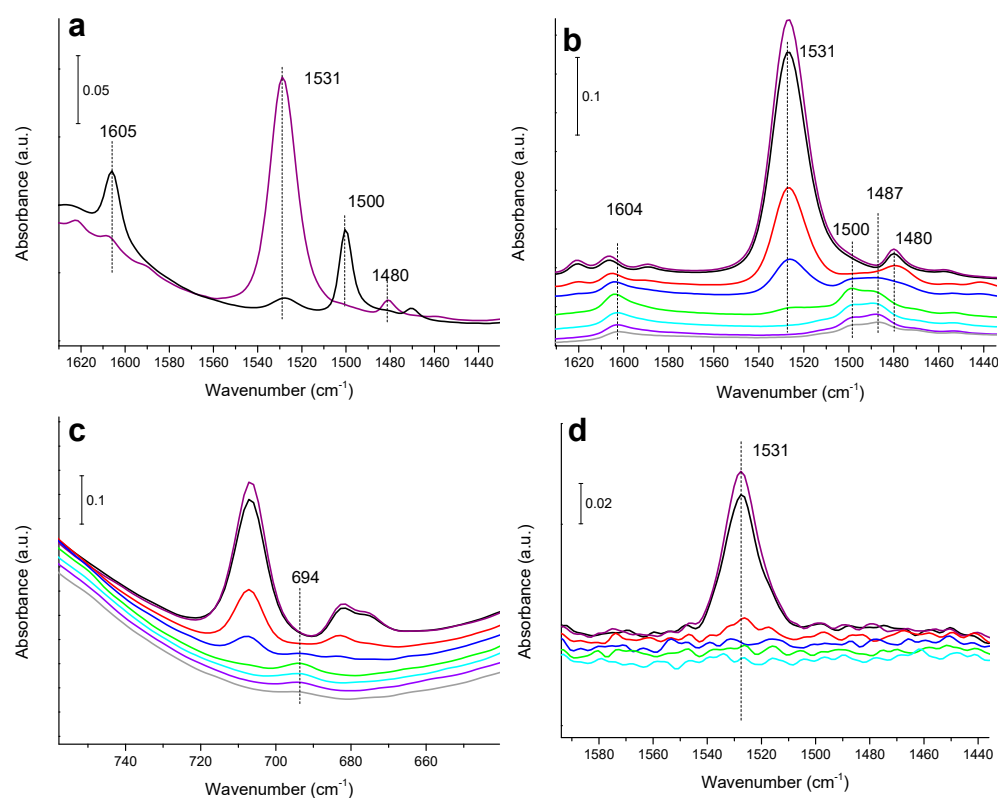 a
0.05
1605
1531
1500
1480
Absorbance (a.u.)
1620 1600 1580 1560 1540 1520 1500 1480 1460 1440
Wavenumber (cm-1)
b
0.1
1531
1604
1487
1500
1480
Absorbance (a.u.)
1620 1600 1580 1560 1540 1520 1500 1480 1460 1440
Wavenumber (cm-1)
c
0.1
694
Absorbance (a.u.)
740 720 700 680 660
Wavenumber (cm-1)
d
1531
0.02
Absorbance (a.u.)
1580 1560 1540 1520 1500 1480 1460 1440
Wavenumber (cm-1)